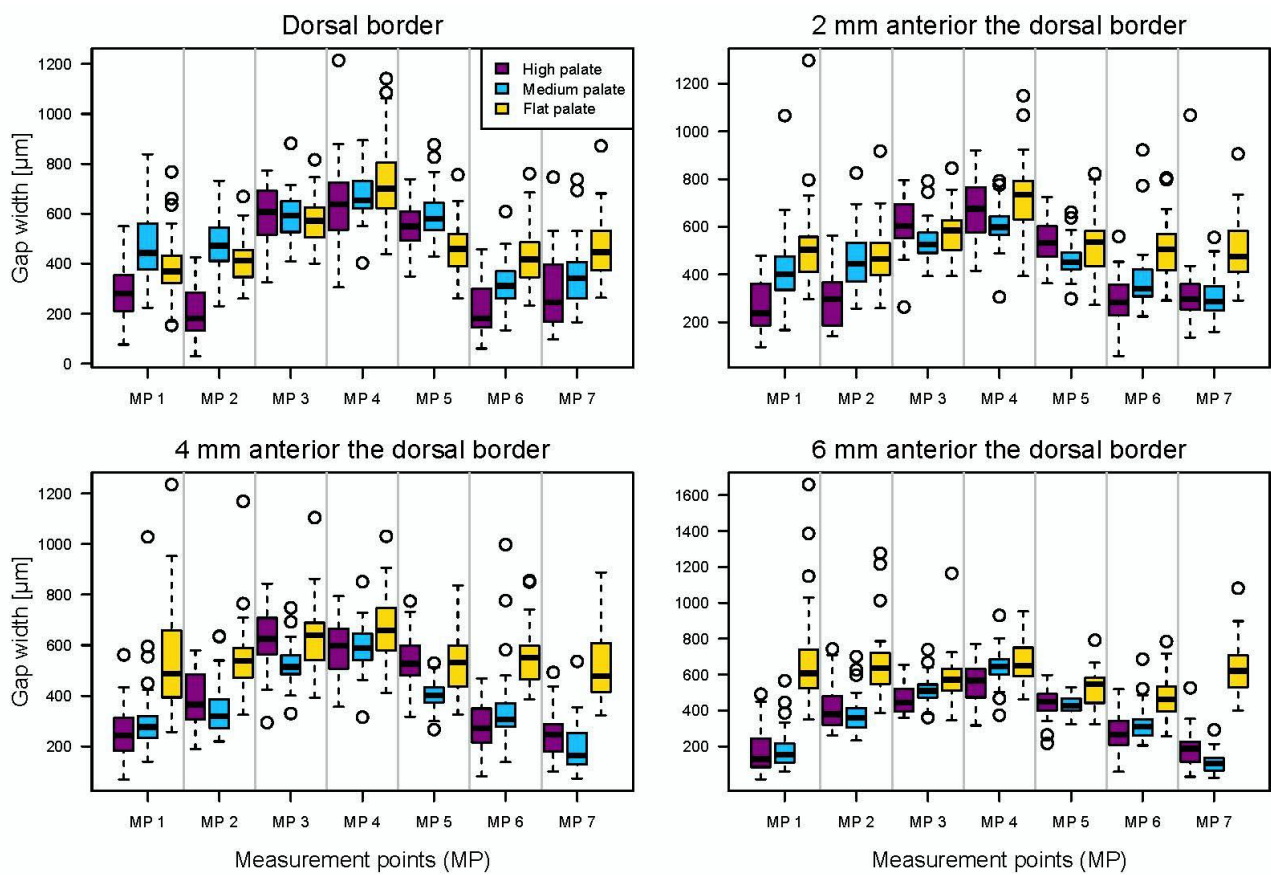 Dorsal border
1200
1000
800
600
400
200
0
Gap width [µm]
High palate
Medium palate
Flat palate
MP 1 MP 2 MP 3 MP 4 MP 5 MP 6 MP 7
2 mm anterior the dorsal border
1200
1000
800
600
400
200
MP 1 MP 2 MP 3 MP 4 MP 5 MP 6 MP 7
4 mm anterior the dorsal border
1200
1000
800
600
400
200
Gap width [µm]
MP 1 MP 2 MP 3 MP 4 MP 5 MP 6 MP 7
Measurement points (MP)
6 mm anterior the dorsal border
1600
1400
1200
1000
800
600
400
200
MP 1 MP 2 MP 3 MP 4 MP 5 MP 6 MP 7
Measurement points (MP)